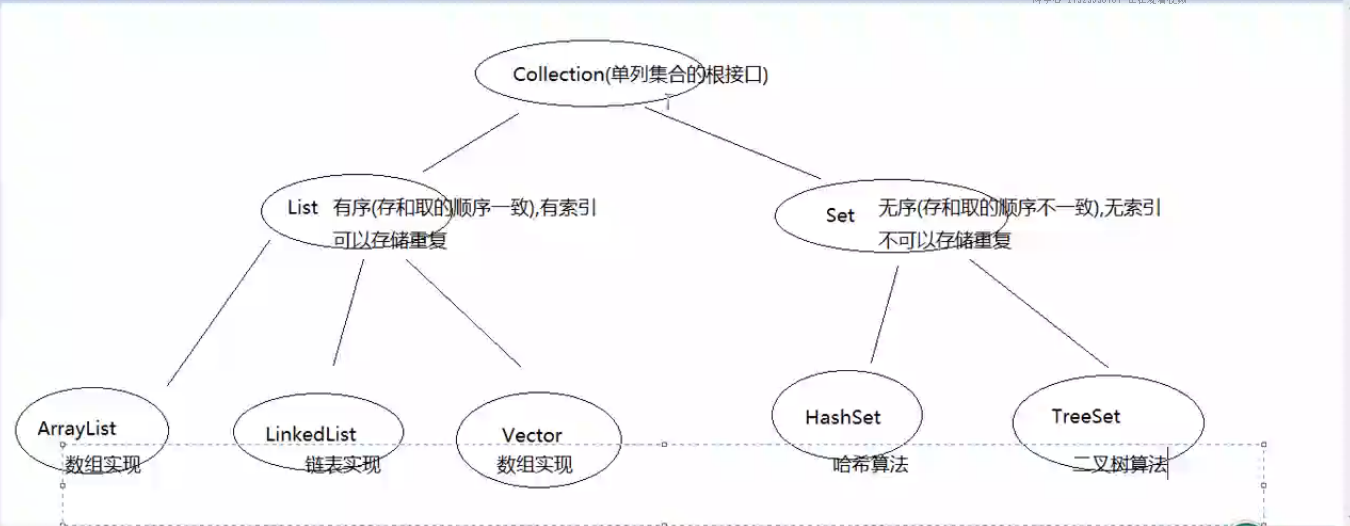 Collection(单列集合的根接口)
List 有序(存和取的顺序一致),有索引
可以存储重复
Set 无序(存和取的顺序不一致),无索引
不可以存储重复
ArrayList
数组实现
LinkedList
链表实现
Vector
数组实现
HashSet
哈希算法
TreeSet
二叉树算法